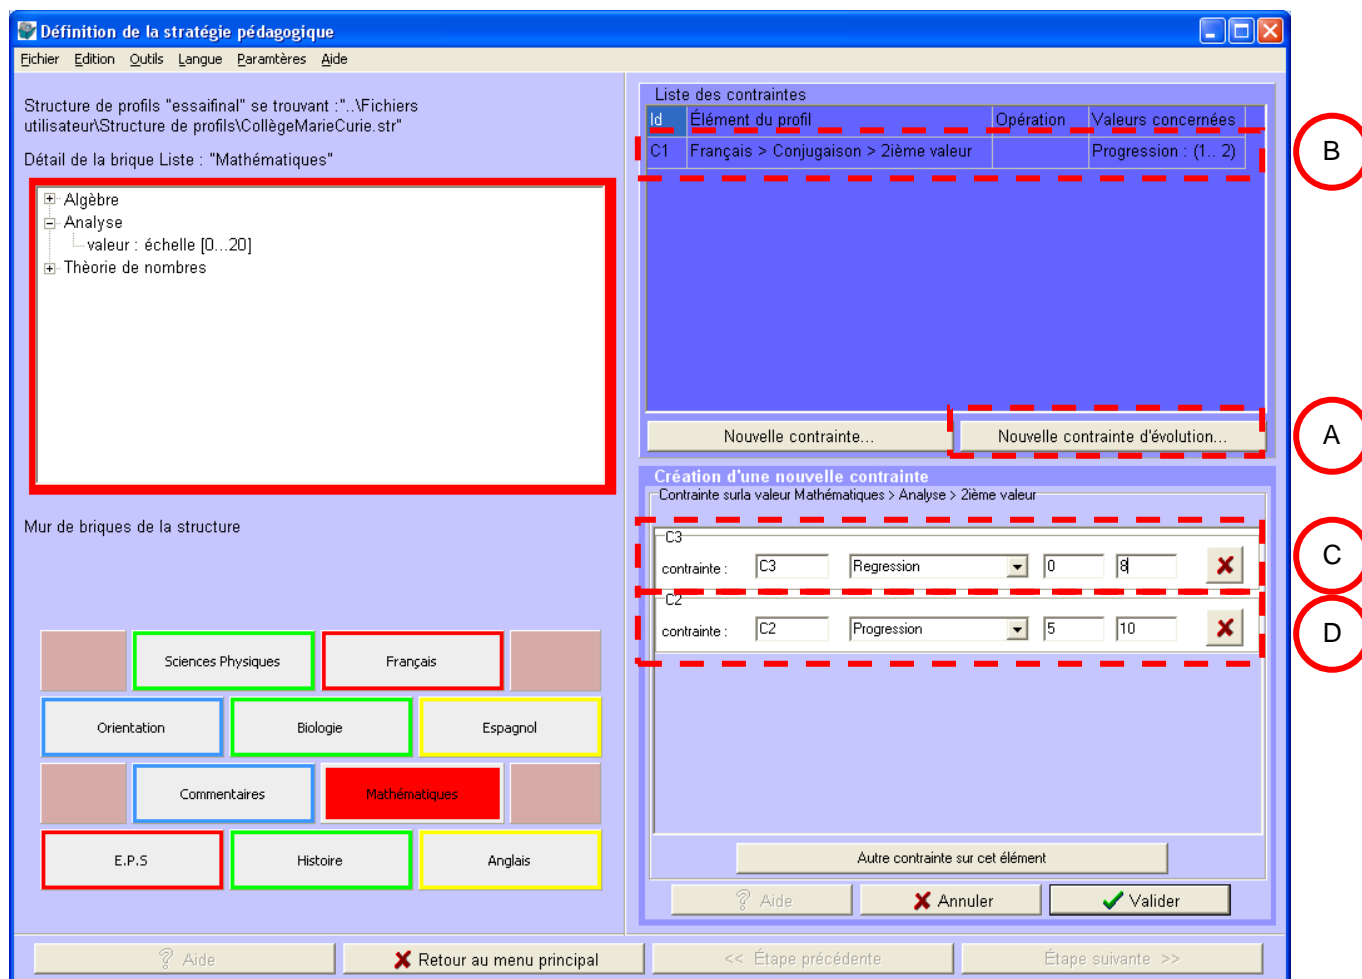 Définition de la stratégie pédagogique
Fichier Edition Outils Langue Paramtères Aide
Structure de profils "essaifinal" se trouvant :"..\Fichiers
utilisateur\Structure de profils\CollègeMarieCurie.str"
Détail de la brique Liste : "Mathématiques"
Algèbre
Analyse
valeur : échelle [0...20]
Thèorie de nombres
Mur de briques de la structure
Sciences Physiques Français
Orientation Biologie Espagnol
Commentaires Mathématiques
E.P.S Histoire Anglais
Liste des contraintes
Id Élément du profil Opération Valeurs concernées
C1 Français > Conjugaison > 2ième valeur Progression : (1.. 2)
B
Nouvelle contrainte... Nouvelle contrainte d'évolution...
A
Création d'une nouvelle contrainte
Contrainte surla valeur Mathématiques > Analyse > 2ième valeur
C3
contrainte : C3 Regression 0 8
C
C2
contrainte : C2 Progression 5 10
D
Autre contrainte sur cet élément
Aide Annuler Valider
Aide Retour au menu principal << Étape précédente Étape suivante >>